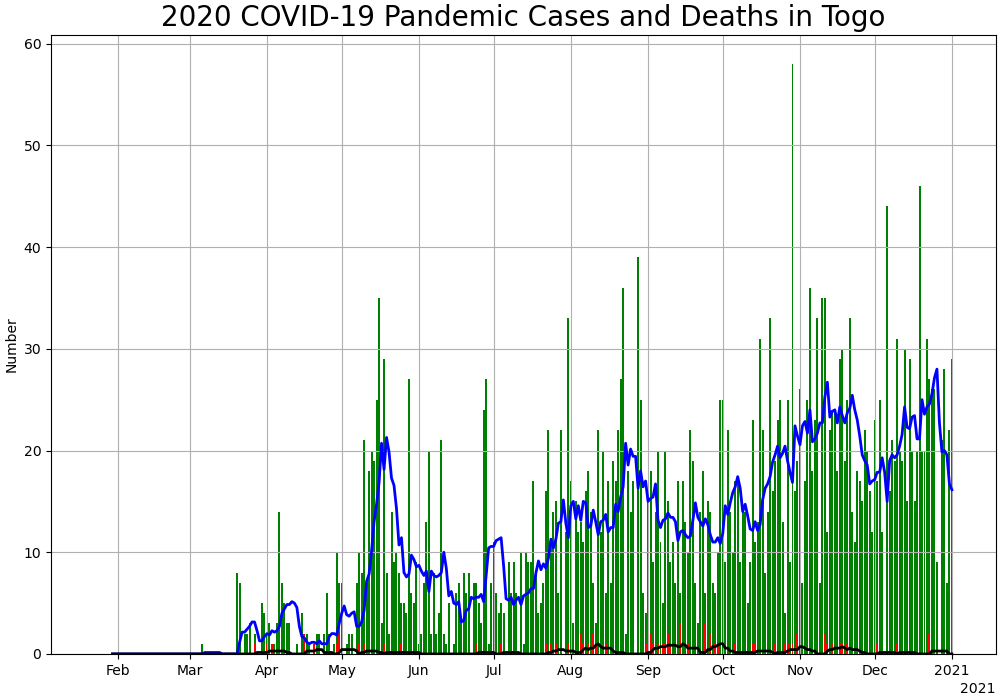 2020 COVID-19 Pandemic Cases and Deaths in Togo
60
50
40
30
20
10
0
Number
Feb Mar Apr May Jun Jul Aug Sep Oct Nov Dec 2021
2021